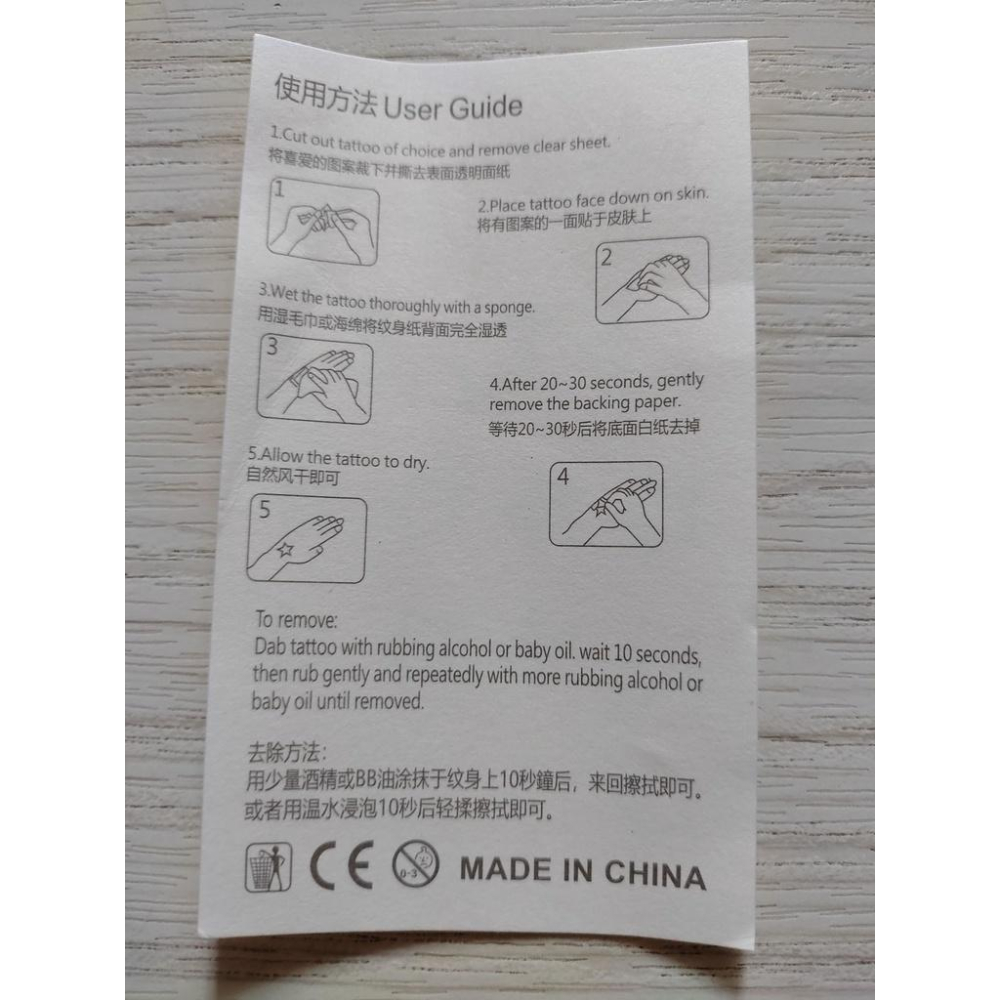 使用方法 User Guide
1.Cut out tattoo of choice and remove clear sheet.
将喜爱的图案裁下并撕去表面透明面纸
1
2.Place tattoo face down on skin.
将有图案的一面贴于皮肤上
2
3.Wet the tattoo thoroughly with a sponge.
用湿毛巾或海绵将纹身纸背面完全湿透
3
4.After 20~30 seconds, gently
remove the backing paper.
等待20~30秒后将底面白纸去掉
4
5.Allow the tattoo to dry.
自然风干即可
5
To remove:
Dab tattoo with rubbing alcohol or baby oil. wait 10 seconds,
then rub gently and repeatedly with more rubbing alcohol or
baby oil until removed.
去除方法：
用少量酒精或BB油涂抹于纹身上10秒鐘后，来回擦拭即可。
或者用温水浸泡10秒后轻揉擦拭即可。
CE 0-3 MADE IN CHINA